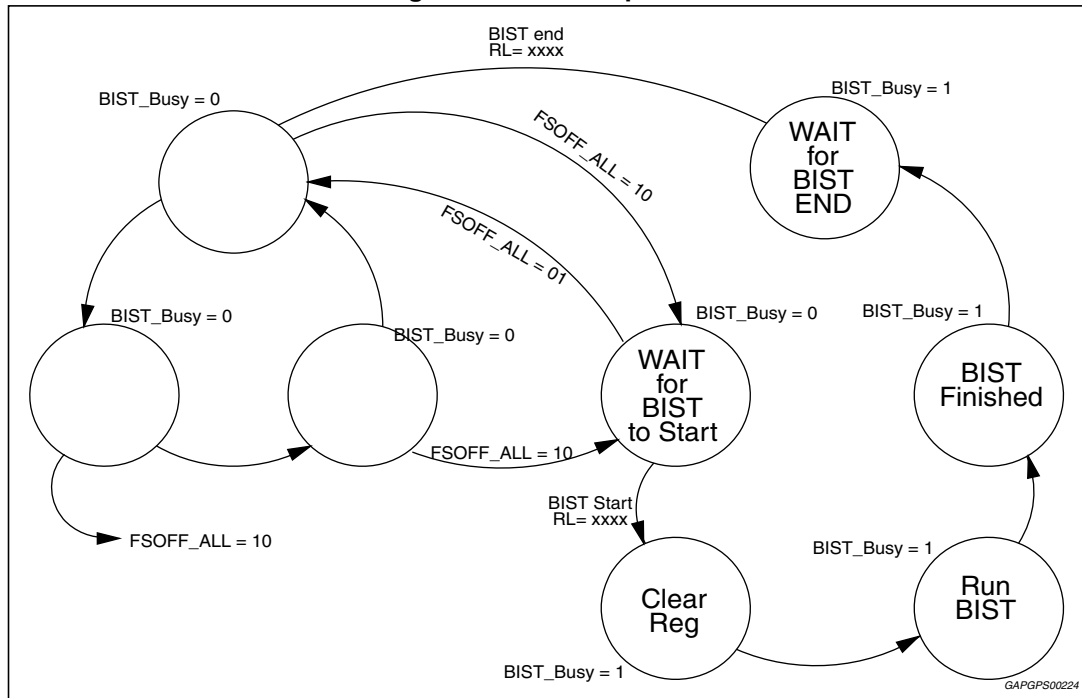 BIST end
RL= xxxx
BIST_Busy = 0
BIST_Busy = 1
WAIT
for
BIST
END
FSOFF_ALL = 10
FSOFF_ALL = 01
BIST_Busy = 0
BIST_Busy = 0
BIST_Busy = 0
BIST_Busy = 1
WAIT
for
BIST
to Start
BIST
Finished
FSOFF_ALL = 10
FSOFF_ALL = 10
BIST Start
RL= xxxx
BIST_Busy = 1
Clear
Reg
Run
BIST
BIST_Busy = 1
GAPGPS00224